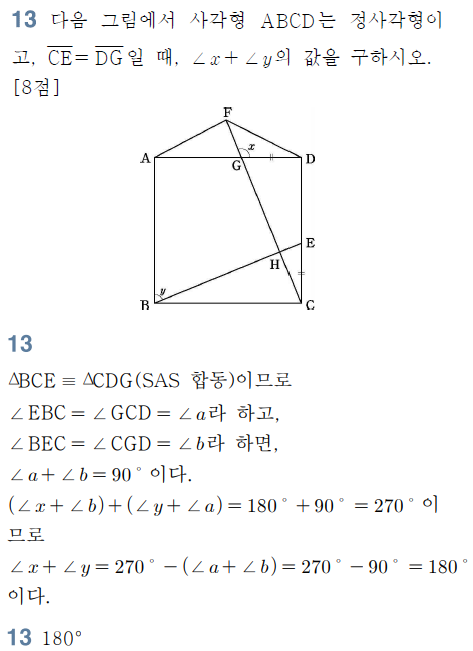 13 다음 그림에서 사각형 ABCD는 정사각형이
고, C̅E̅=D̅G̅일 때, ∠x+∠y의 값을 구하시오.
[8점]
F
x
A
G
D
E
H
y
B
C
13
△BCE≡△CDG(SAS 합동)이므로
∠EBC=∠GCD=∠a라 하고,
∠BEC=∠CGD=∠b라 하면,
∠a+∠b=90°이다.
(∠x+∠b)+(∠y+∠a)=180°+90°=270°이
므로
∠x+∠y=270°-(∠a+∠b)=270°-90°=180°
이다.
13 180°